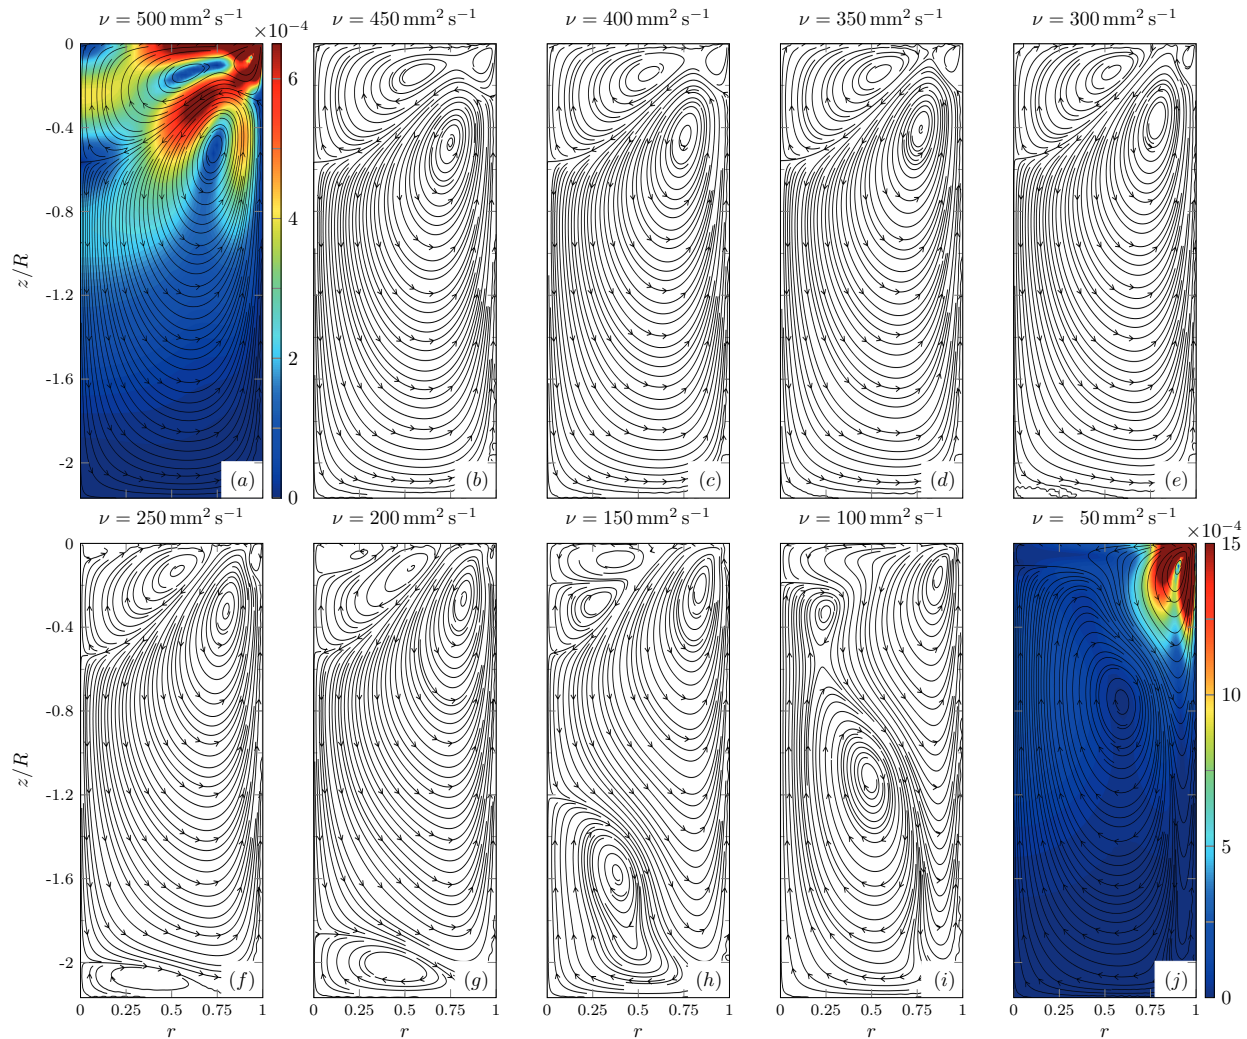 ν = 500 mm² s⁻¹ ν = 450 mm² s⁻¹ ν = 400 mm² s⁻¹ ν = 350 mm² s⁻¹ ν = 300 mm² s⁻¹
×10⁻⁴
0
-0.4
-0.8
-1.2
-1.6
-2
z/R
6
4
2
0
(a) (b) (c) (d) (e)
ν = 250 mm² s⁻¹ ν = 200 mm² s⁻¹ ν = 150 mm² s⁻¹ ν = 100 mm² s⁻¹ ν = 50 mm² s⁻¹
×10⁻⁴
0
-0.4
-0.8
-1.2
-1.6
-2
z/R
15
10
5
0
(f) (g) (h) (i) (j)
0 0.25 0.5 0.75 1 0 0.25 0.5 0.75 1 0 0.25 0.5 0.75 1 0 0.25 0.5 0.75 1 0 0.25 0.5 0.75 1
r r r r r